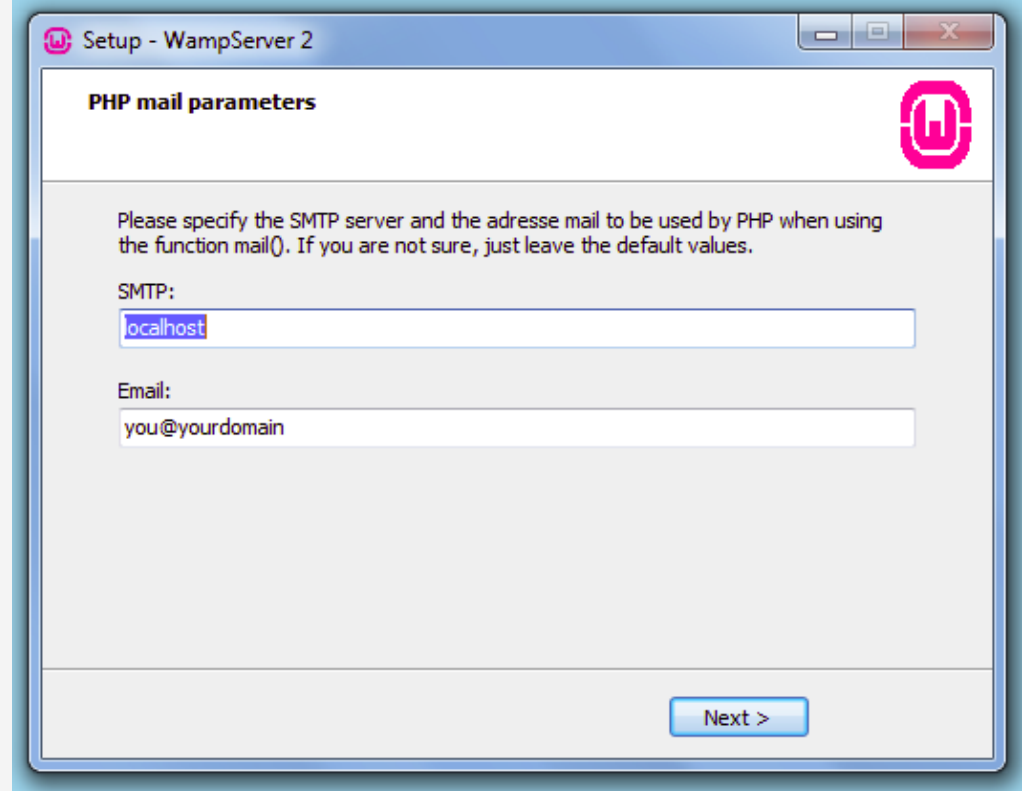 Setup - WampServer 2
PHP mail parameters
Please specify the SMTP server and the adresse mail to be used by PHP when using
the function mail(). If you are not sure, just leave the default values.
SMTP:
localhost
Email:
you@yourdomain
Next >